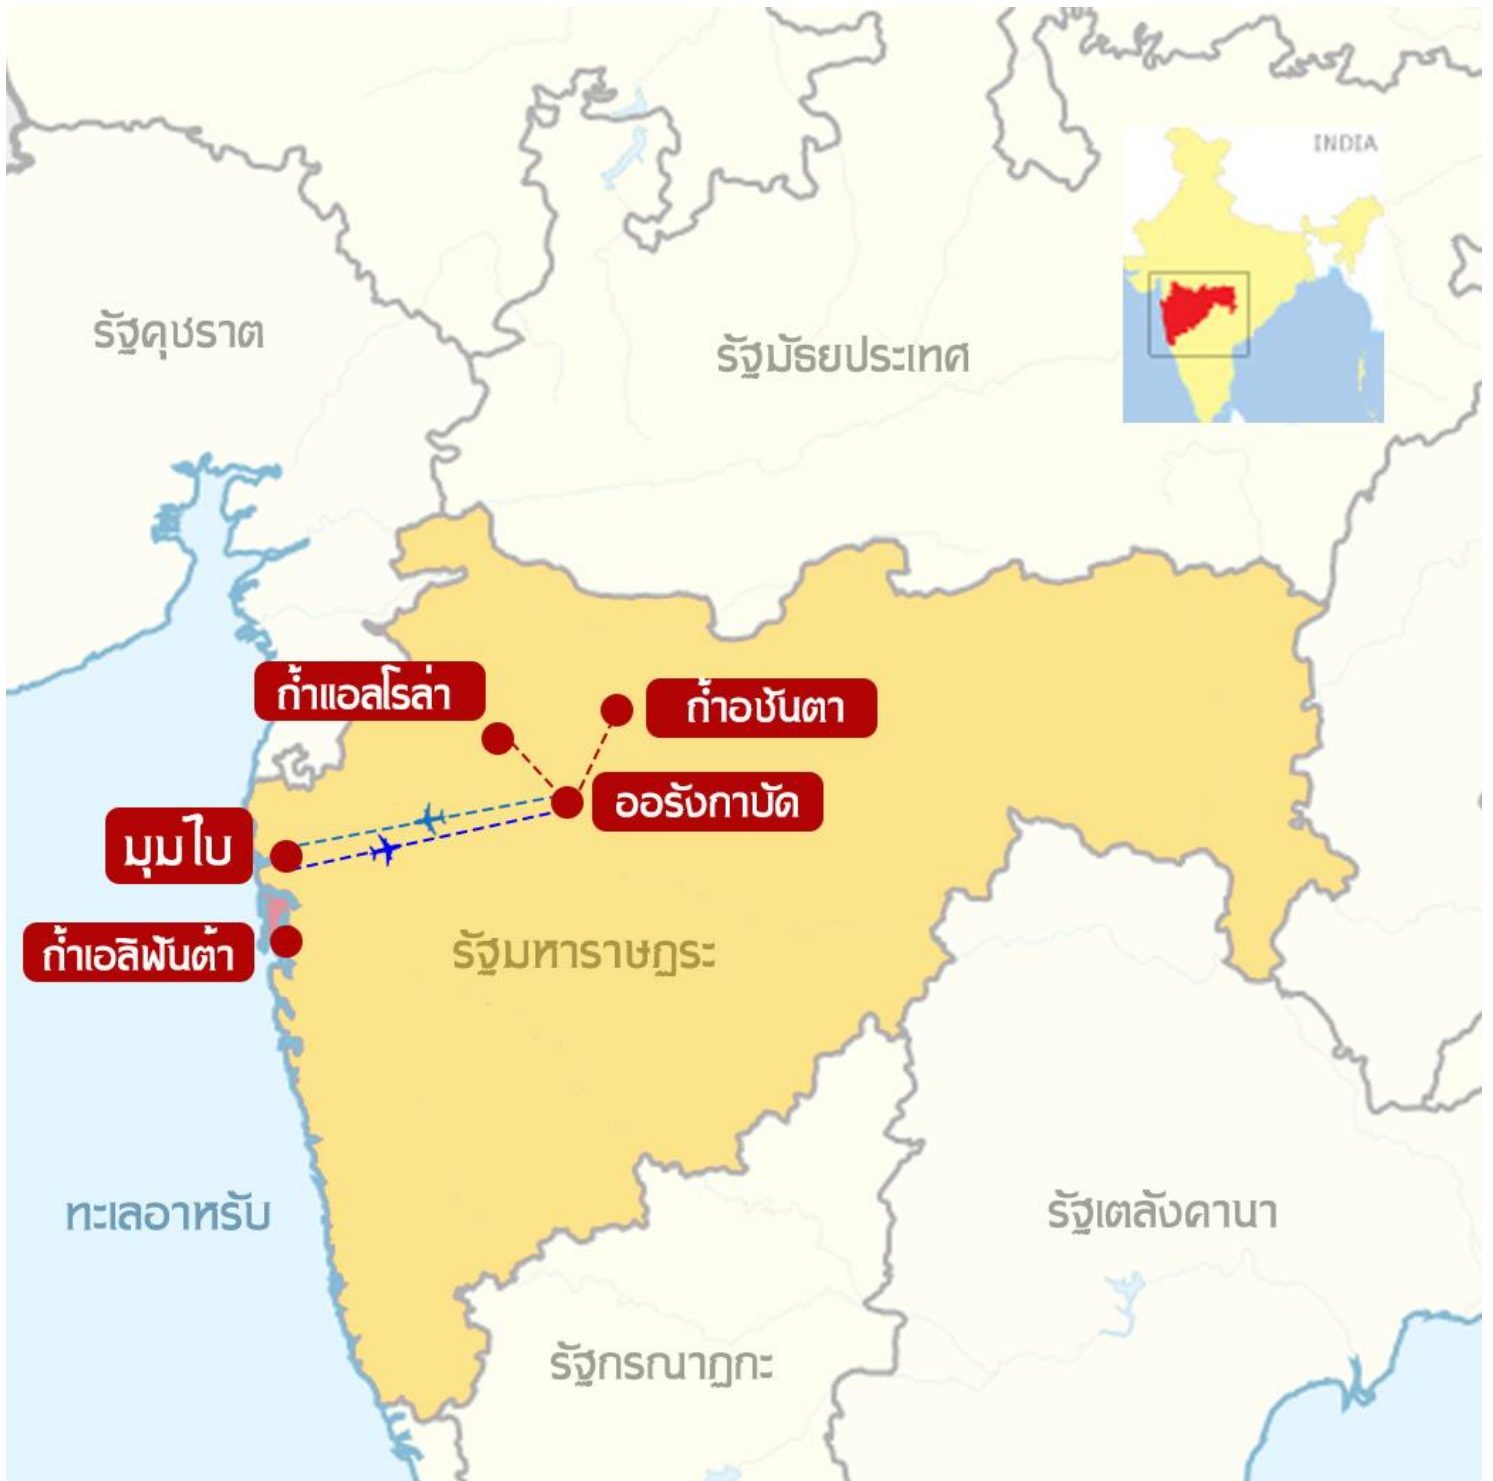 INDIA
รัฐคุชราต
รัฐมัธยประเทศ
ถ้ำแอลโรล่า
ถ้ำอชันตา
ออรังกาบัด
มุมไบ
ถ้ำเอลิฟันต้า
รัฐมหาราษฎระ
ทะเลอาหรับ
รัฐเตลังคานา
รัฐกรณาฏกะ